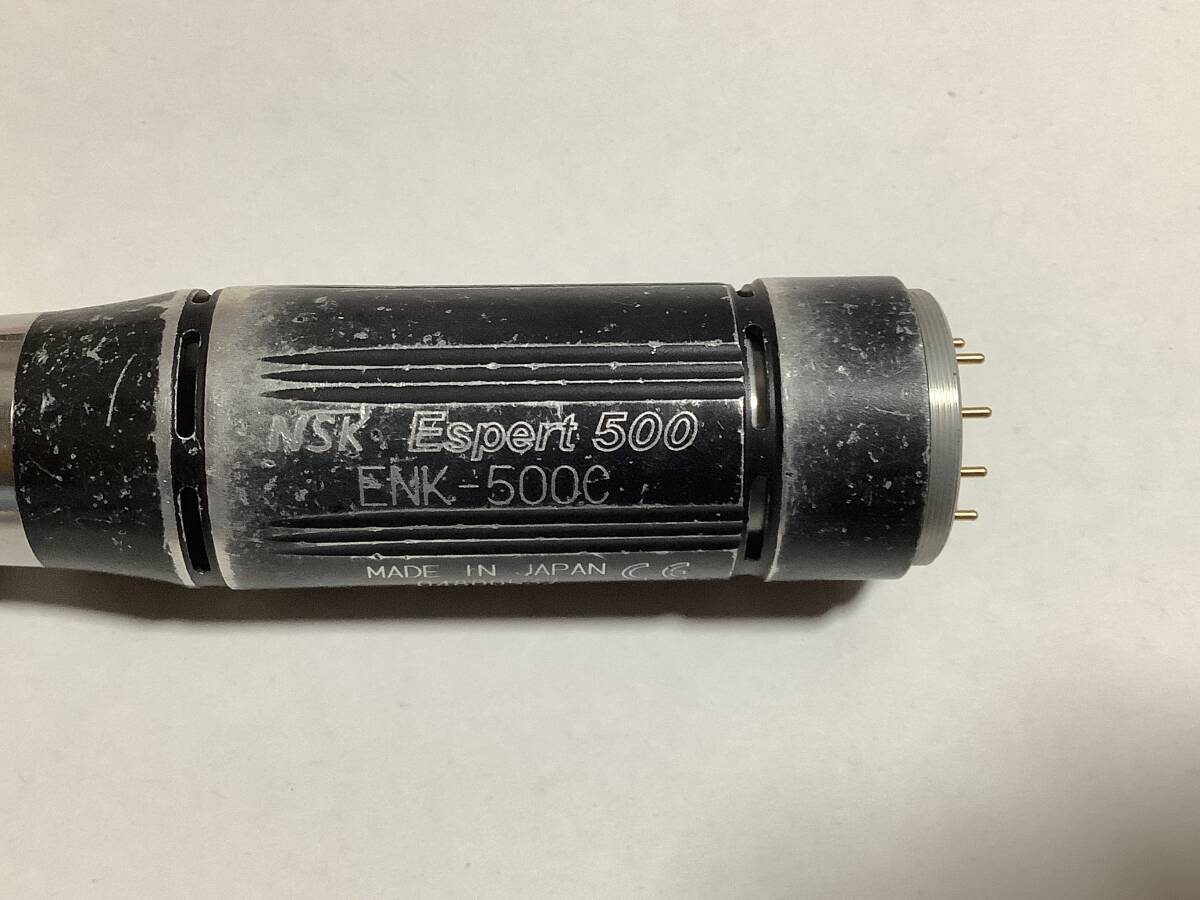 NSK Espert 500
ENK-500C
MADE IN JAPAN CE